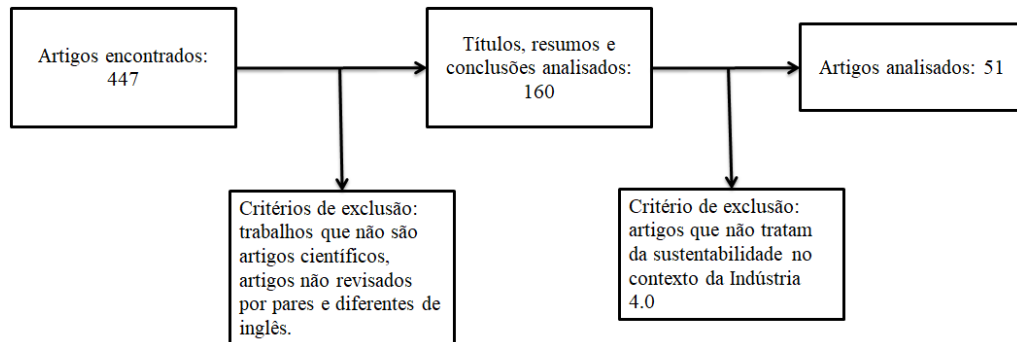 Artigos encontrados:
447
Títulos, resumos e
conclusões analisados:
160
Artigos analisados: 51
Critérios de exclusão:
trabalhos que não são
artigos científicos,
artigos não revisados
por pares e diferentes de
inglês.
Critério de exclusão:
artigos que não tratam
da sustentabilidade no
contexto da Indústria
4.0